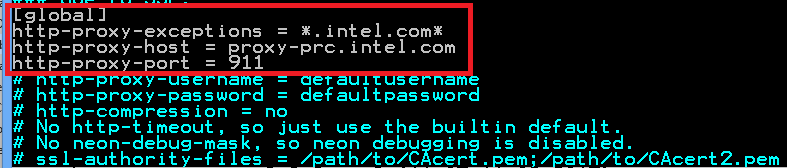 [global]
http-proxy-exceptions = *.intel.com*
http-proxy-host = proxy-prc.intel.com
http-proxy-port = 911
# http-proxy-username = defaultusername
# http-proxy-password = defaultpassword
# http-compression = no
# No http-timeout, so just use the builtin default.
# No neon-debug-mask, so neon debugging is disabled.
# ssl-authority-files = /path/to/CAcert.pem;/path/to/CAcert2.pem